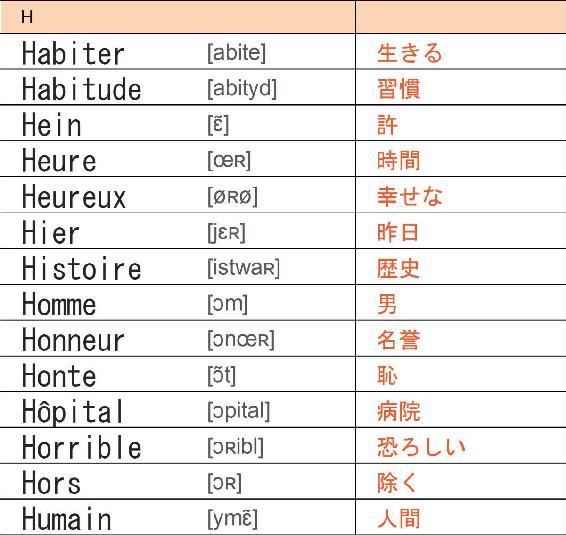 H
Habiter [abite] 生きる
Habitude [abityd] 習慣
Hein [ɛ̃] 許
Heure [œʀ] 時間
Heureux [øʀø] 幸せな
Hier [jɛʀ] 昨日
Histoire [istwaʀ] 歴史
Homme [ɔm] 男
Honneur [ɔnœʀ] 名誉
Honte [ɔ̃t] 恥
Hôpital [ɔpital] 病院
Horrible [ɔʀibl] 恐ろしい
Hors [ɔʀ] 除く
Humain [ymɛ̃] 人間